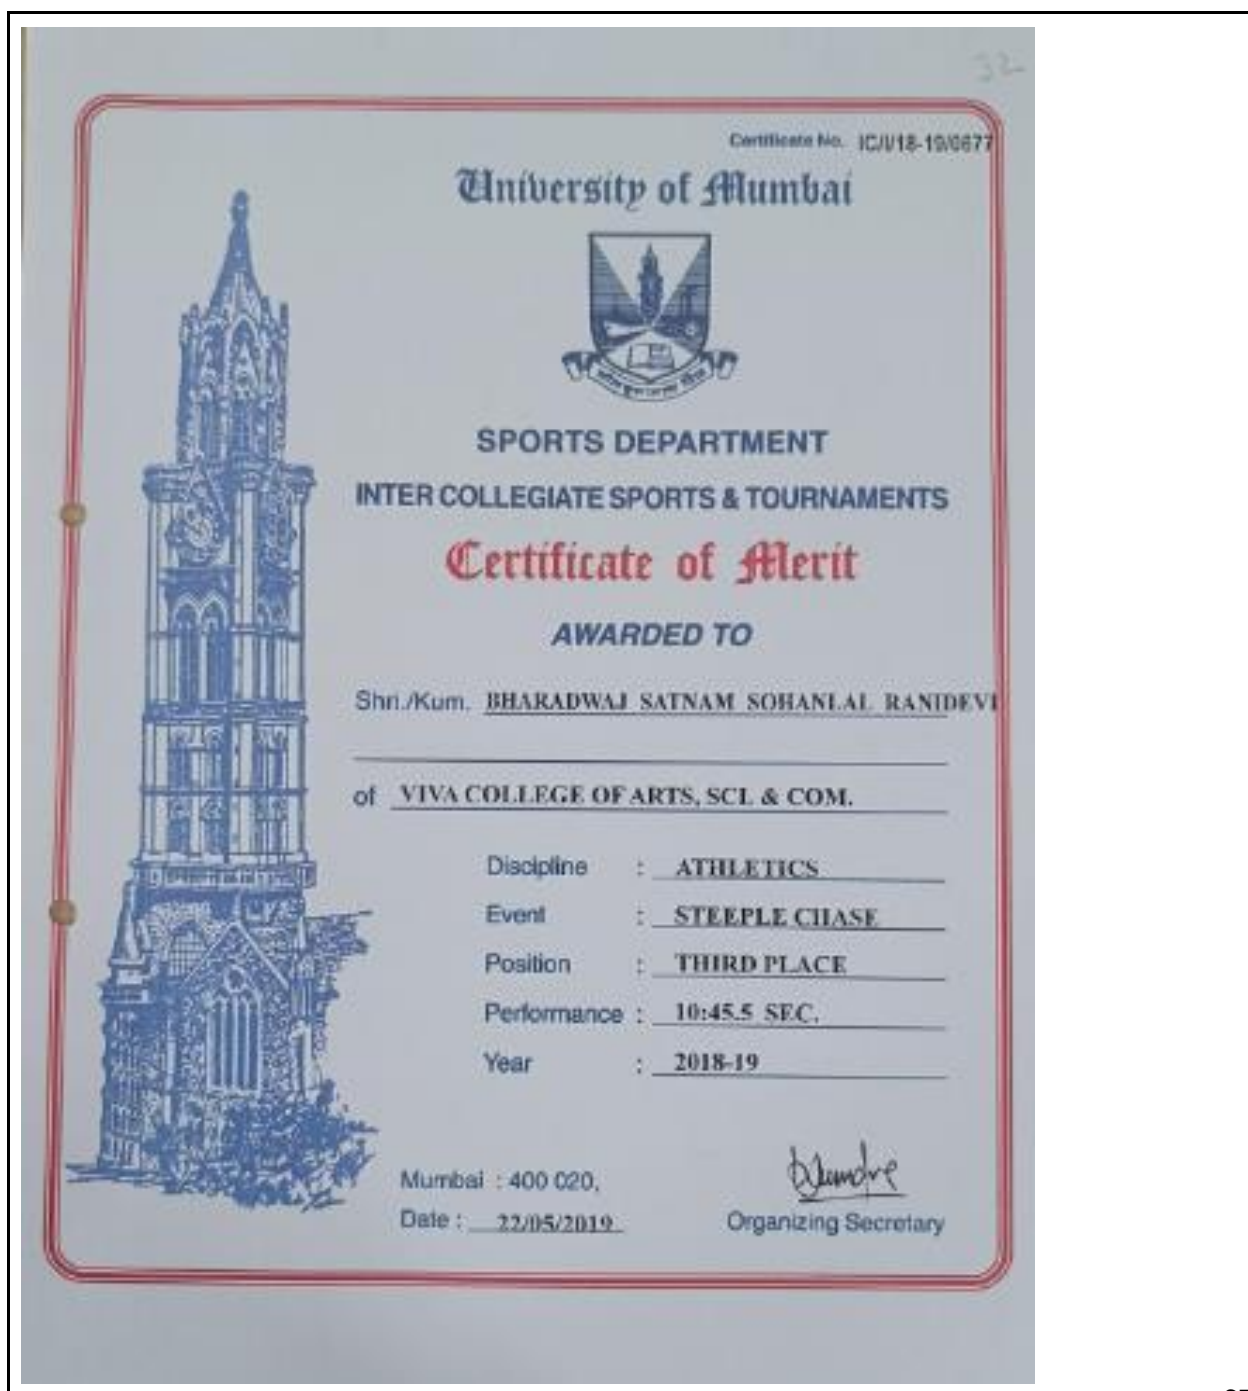 32
Certificate No. IC/I/18-19/0677
University of Mumbai
SPORTS DEPARTMENT
INTER COLLEGIATE SPORTS & TOURNAMENTS
Certificate of Merit
AWARDED TO
Shri./Kum. BHARADWAJ SATNAM SOHANLAL RANIDEVI
of VIVA COLLEGE OF ARTS, SCI. & COM.
Discipline : ATHLETICS
Event : STEEPLE CHASE
Position : THIRD PLACE
Performance : 10:45.5 SEC.
Year : 2018-19
Mumbai : 400 020,
Date : 22/05/2019
Organizing Secretary